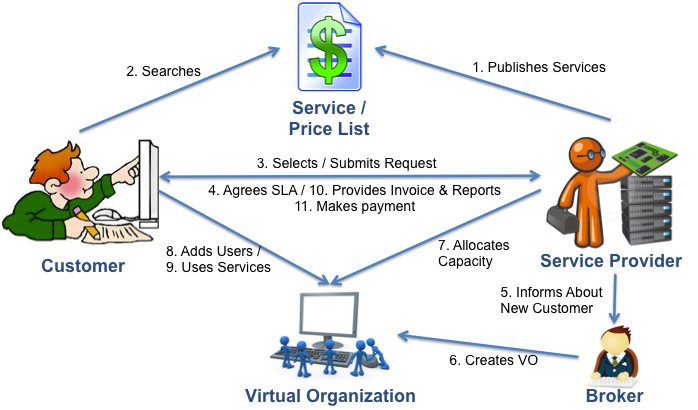 2. Searches
1. Publishes Services
Service /
Price List
3. Selects / Submits Request
4. Agrees SLA / 10. Provides Invoice & Reports
11. Makes payment
Customer
8. Adds Users /
9. Uses Services
7. Allocates
Capacity
Service Provider
5. Informs About
New Customer
6. Creates VO
Virtual Organization
Broker